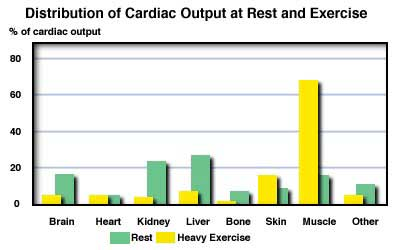 Distribution of Cardiac Output at Rest and Exercise
% of cardiac output
80
60
40
20
0
Brain Heart Kidney Liver Bone Skin Muscle Other
Rest Heavy Exercise